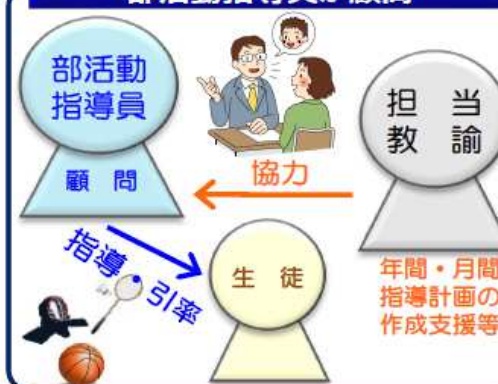 部活動
指導員
顧 問
担 当
教 諭
協力
指導・引率
生 徒
年間・月間
指導計画の
作成支援等